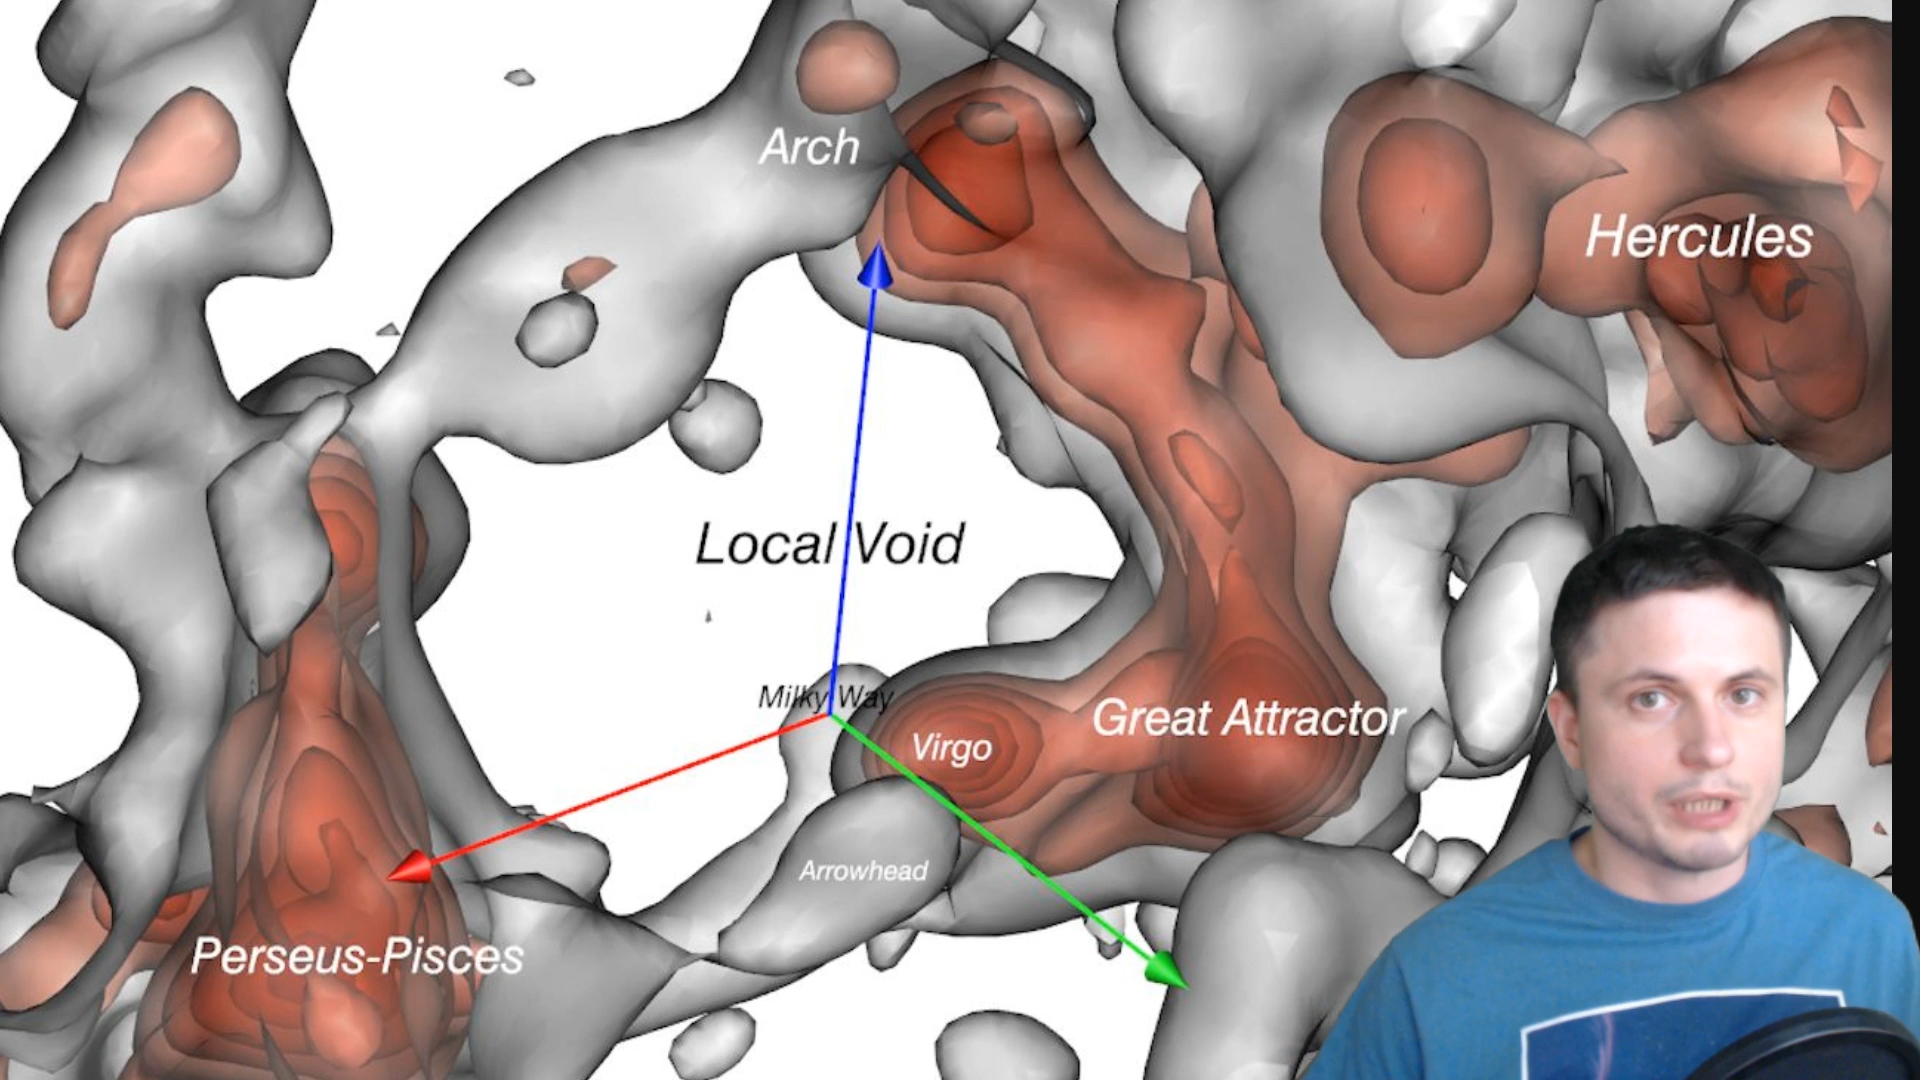 Arch
Hercules
Local Void
Milky Way
Great Attractor
Virgo
Arrowhead
Perseus-Pisces